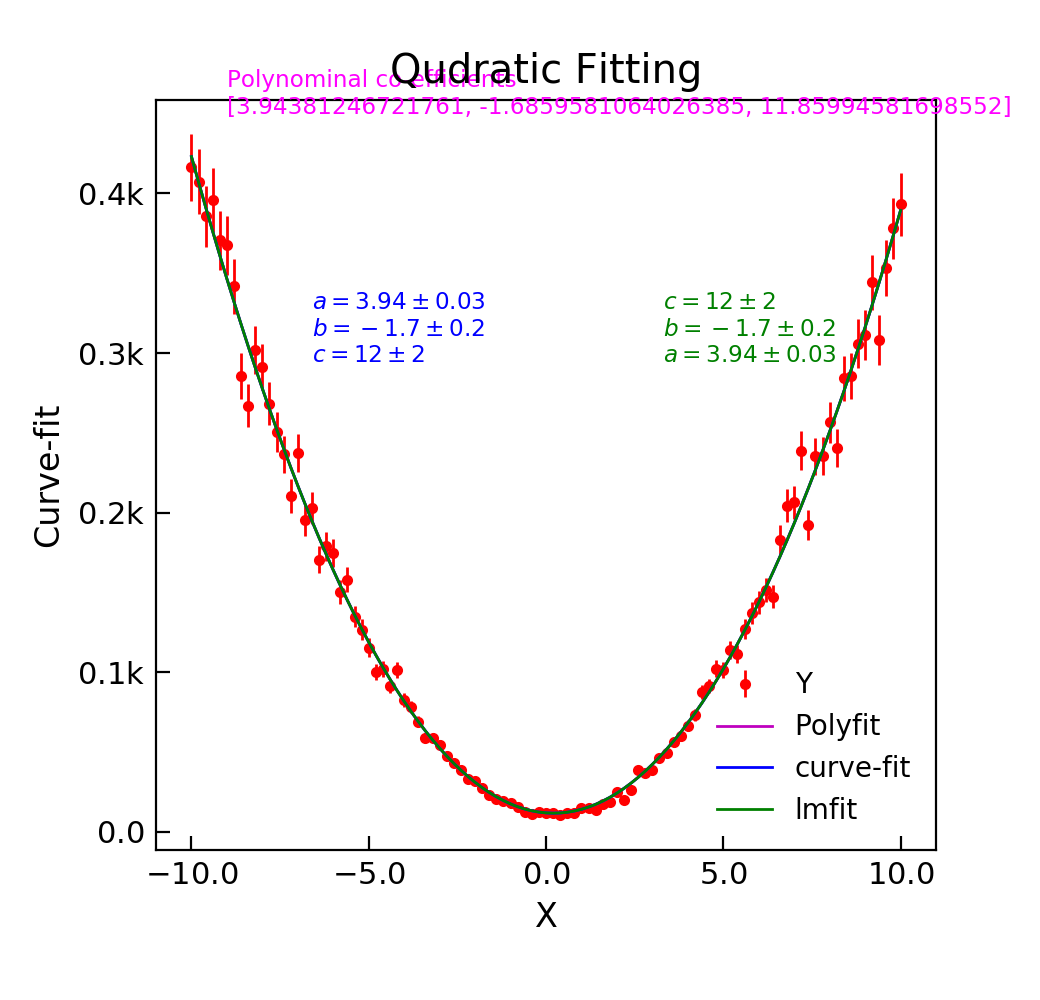 Qudratic Fitting
Polynominal co-efficients
[3.94381246721761, -1.6859581064026385, 11.85994581698552]
0.4k
0.3k
0.2k
0.1k
0.0
Curve-fit
a = 3.94 ± 0.03
b = −1.7 ± 0.2
c = 12 ± 2
c = 12 ± 2
b = −1.7 ± 0.2
a = 3.94 ± 0.03
Y
Polyfit
curve-fit
lmfit
−10.0 −5.0 0.0 5.0 10.0
X